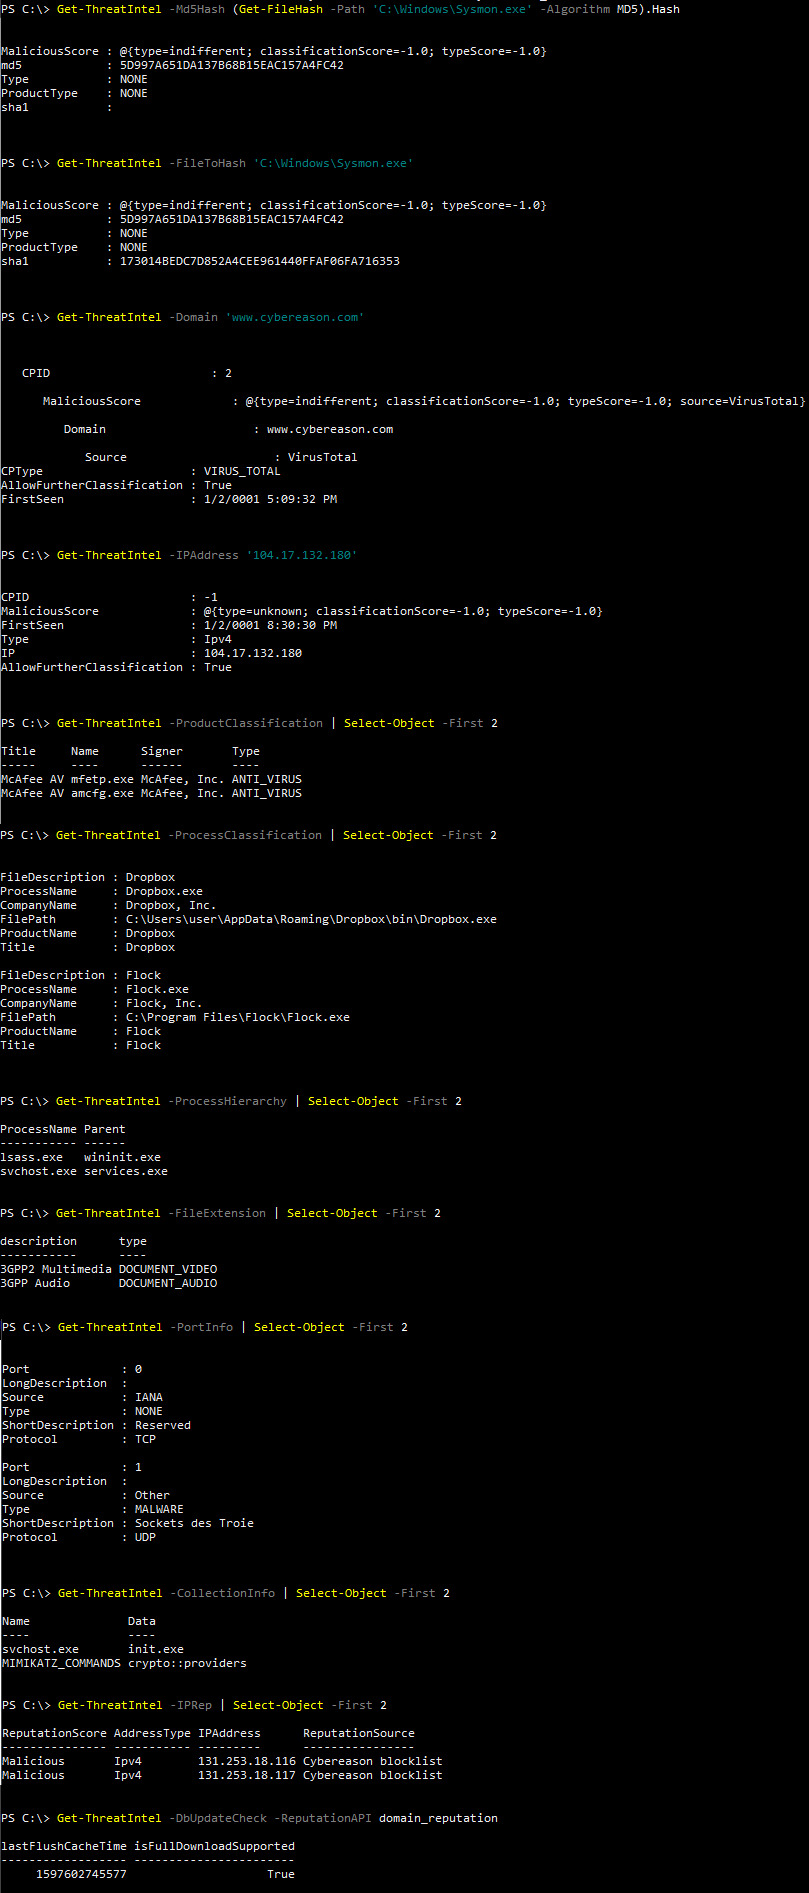 PS C:\> Get-ThreatIntel -Md5Hash (Get-FileHash -Path 'C:\Windows\Sysmon.exe' -Algorithm MD5).Hash
MaliciousScore : @{type=indifferent; classificationScore=-1.0; typeScore=-1.0}
md5 : 5D997A651DA137B68B15EAC157A4FC42
Type : NONE
ProductType : NONE
sha1 :
PS C:\> Get-ThreatIntel -FileToHash 'C:\Windows\Sysmon.exe'
MaliciousScore : @{type=indifferent; classificationScore=-1.0; typeScore=-1.0}
md5 : 5D997A651DA137B68B15EAC157A4FC42
Type : NONE
ProductType : NONE
sha1 : 173014BEDC7D852A4CEE961440FFAF06FA716353
PS C:\> Get-ThreatIntel -Domain 'www.cybereason.com'
CPID : 2
MaliciousScore : @{type=indifferent; classificationScore=-1.0; typeScore=-1.0; source=VirusTotal}
Domain : www.cybereason.com
Source : VirusTotal
CPType : VIRUS_TOTAL
AllowFurtherClassification : True
FirstSeen : 1/2/0001 5:09:32 PM
PS C:\> Get-ThreatIntel -IPAddress '104.17.132.180'
CPID : -1
MaliciousScore : @{type=unknown; classificationScore=-1.0; typeScore=-1.0}
FirstSeen : 1/2/0001 8:30:30 PM
Type : Ipv4
IP : 104.17.132.180
AllowFurtherClassification : True
PS C:\> Get-ThreatIntel -ProductClassification | Select-Object -First 2
Title Name Signer Type
----- ---- ------ ----
McAfee AV mfetp.exe McAfee, Inc. ANTI_VIRUS
McAfee AV amcfg.exe McAfee, Inc. ANTI_VIRUS
PS C:\> Get-ThreatIntel -ProcessClassification | Select-Object -First 2
FileDescription : Dropbox
ProcessName : Dropbox.exe
CompanyName : Dropbox, Inc.
FilePath : C:\Users\user\AppData\Roaming\Dropbox\bin\Dropbox.exe
ProductName : Dropbox
Title : Dropbox
FileDescription : Flock
ProcessName : Flock.exe
CompanyName : Flock, Inc.
FilePath : C:\Program Files\Flock\Flock.exe
ProductName : Flock
Title : Flock
PS C:\> Get-ThreatIntel -ProcessHierarchy | Select-Object -First 2
ProcessName Parent
----------- ------
lsass.exe wininit.exe
svchost.exe services.exe
PS C:\> Get-ThreatIntel -FileExtension | Select-Object -First 2
description type
----------- ----
3GPP2 Multimedia DOCUMENT_VIDEO
3GPP Audio DOCUMENT_AUDIO
PS C:\> Get-ThreatIntel -PortInfo | Select-Object -First 2
Port : 0
LongDescription :
Source : IANA
Type : NONE
ShortDescription : Reserved
Protocol : TCP
Port : 1
LongDescription :
Source : Other
Type : MALWARE
ShortDescription : Sockets des Troie
Protocol : UDP
PS C:\> Get-ThreatIntel -CollectionInfo | Select-Object -First 2
Name Data
---- ----
svchost.exe init.exe
MIMIKATZ_COMMANDS crypto::providers
PS C:\> Get-ThreatIntel -IPRep | Select-Object -First 2
ReputationScore AddressType IPAddress ReputationSource
--------------- ----------- --------- ----------------
Malicious Ipv4 131.253.18.116 Cybereason blocklist
Malicious Ipv4 131.253.18.117 Cybereason blocklist
PS C:\> Get-ThreatIntel -DbUpdateCheck -ReputationAPI domain_reputation
lastFlushCacheTime isFullDownloadSupported
------------------ -----------------------
1597602745577 True